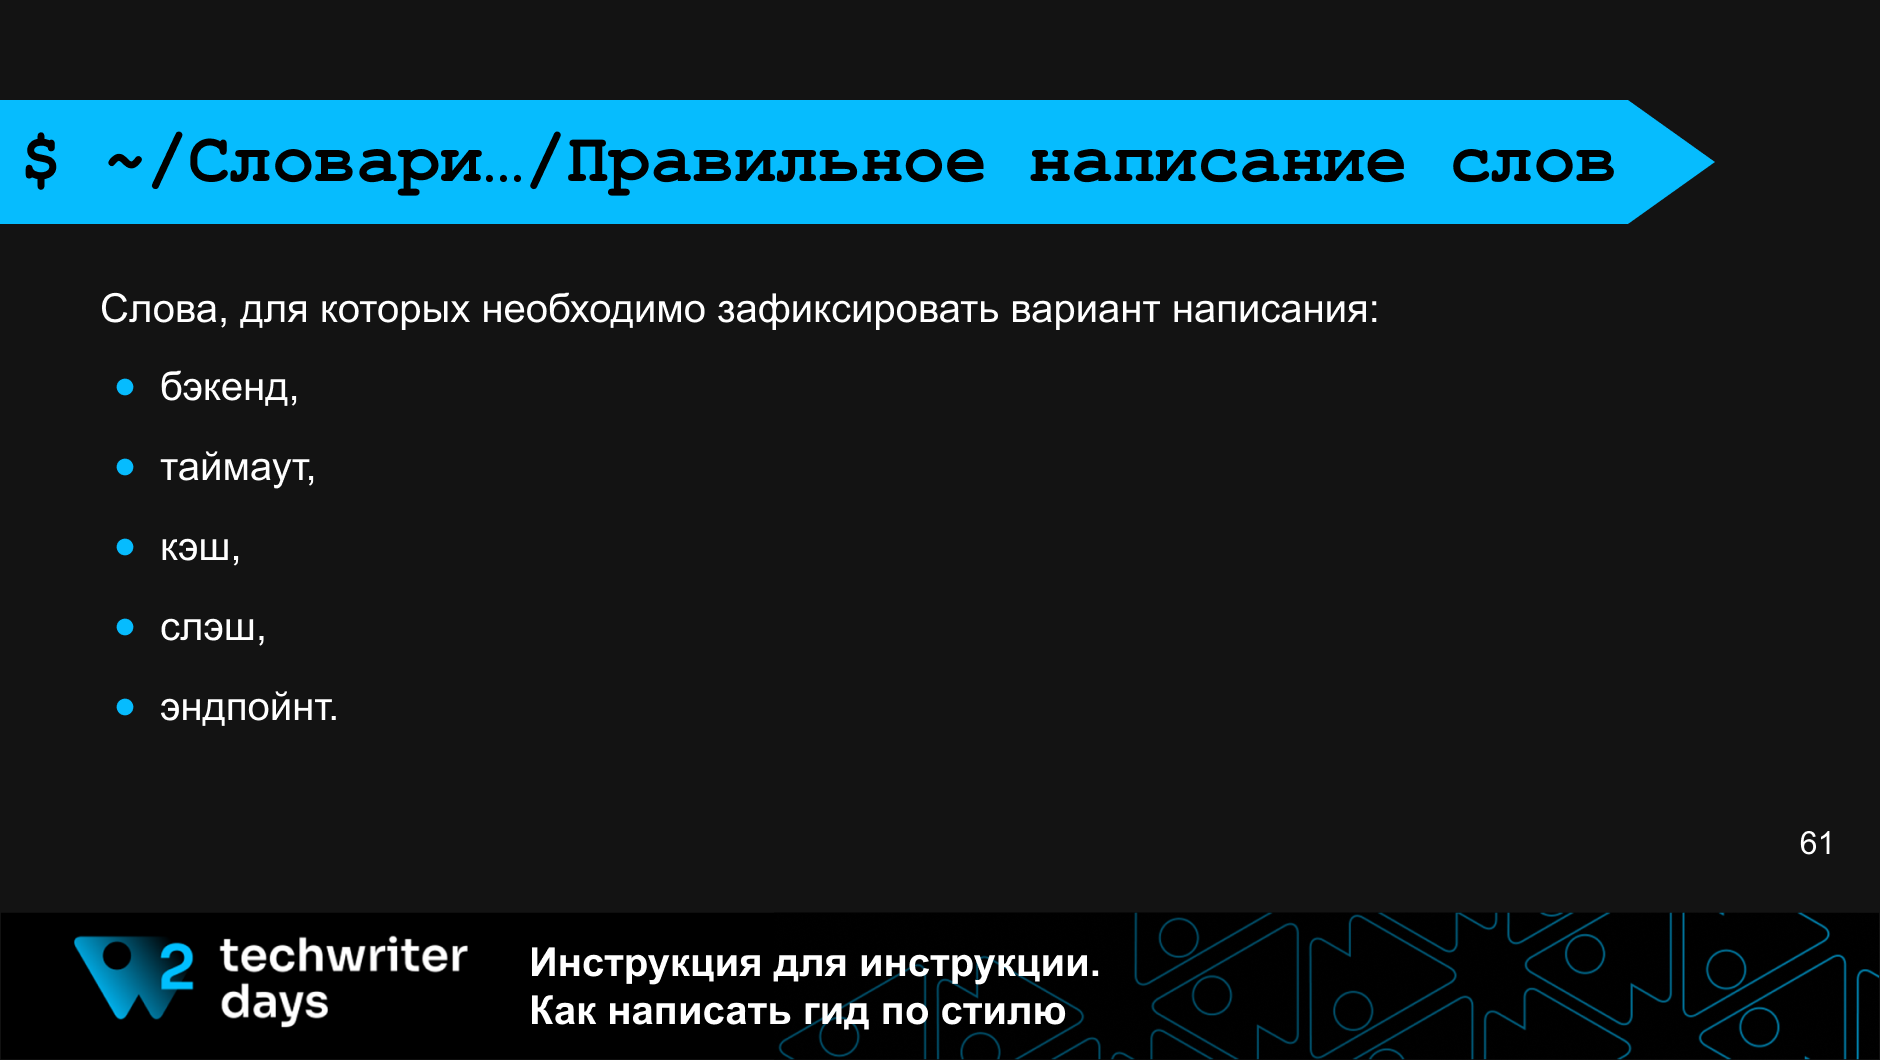 $ ~/Словари…/Правильное написание слов
Слова, для которых необходимо зафиксировать вариант написания:
● бэкенд,
● таймаут,
● кэш,
● слэш,
● эндпойнт.
61
2 techwriter
days
Инструкция для инструкции.
Как написать гид по стилю